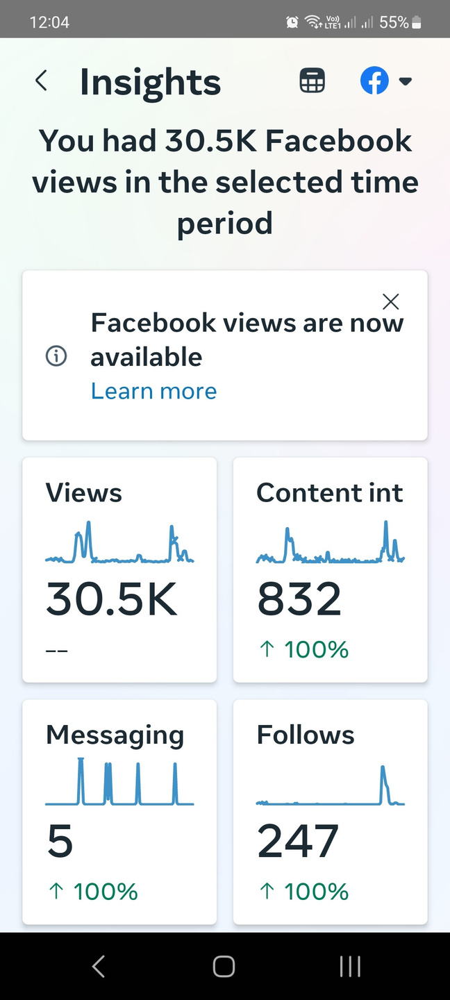 12:04
Vo))
LTE1
55%
Insights
You had 30.5K Facebook
views in the selected time
period
Facebook views are now
available
Learn more
Views
30.5K
--
Content int
832
↑ 100%
Messaging
5
↑ 100%
Follows
247
↑ 100%